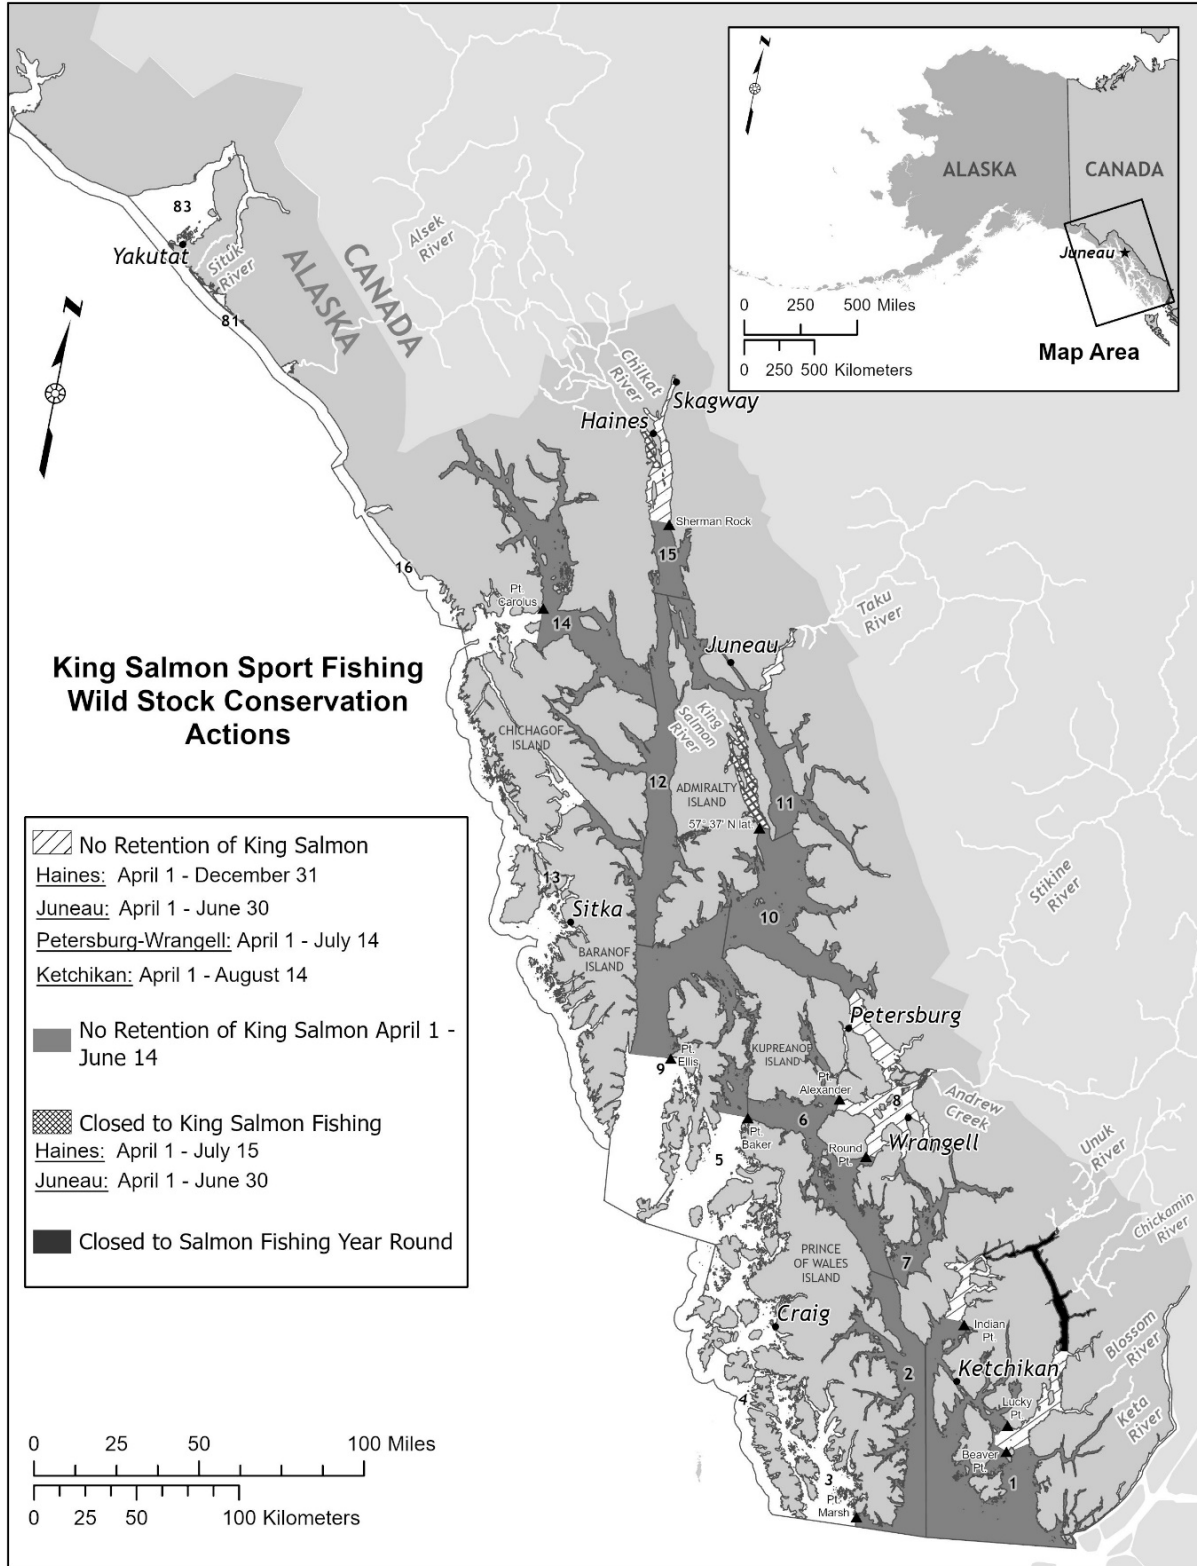 ALASKA
CANADA
Juneau
0 250 500 Miles
0 250 500 Kilometers
Map Area
83
Yakutat
Situk River
81
ALASKA
CANADA
Alsek River
Chilkat River
Skagway
Haines
Sherman Rock
15
16
Pt. Carolus
14
Taku River
Juneau
King Salmon River
King Salmon Sport Fishing
Wild Stock Conservation
Actions
CHICHAGOF ISLAND
12
ADMIRALTY ISLAND
11
57° 37' N lat.
13
Sitka
10
BARANOF ISLAND
Stikine River
No Retention of King Salmon
Haines: April 1 - December 31
Juneau: April 1 - June 30
Petersburg-Wrangell: April 1 - July 14
Ketchikan: April 1 - August 14
No Retention of King Salmon April 1 -
June 14
Closed to King Salmon Fishing
Haines: April 1 - July 15
Juneau: April 1 - June 30
Closed to Salmon Fishing Year Round
Petersburg
KUPREANOF ISLAND
Pt. Ellis
9
Pt. Alexander
8
Andrew Creek
6
Pt. Baker
Wrangell
Round Pt.
5
Unuk River
Chickamin River
PRINCE OF WALES ISLAND
7
Craig
Indian Pt.
Blossom River
Ketchikan
2
4
Lucky Pt.
Keta River
Beaver Pt.
1
3
Pt. Marsh
0 25 50 100 Miles
0 25 50 100 Kilometers
z
z